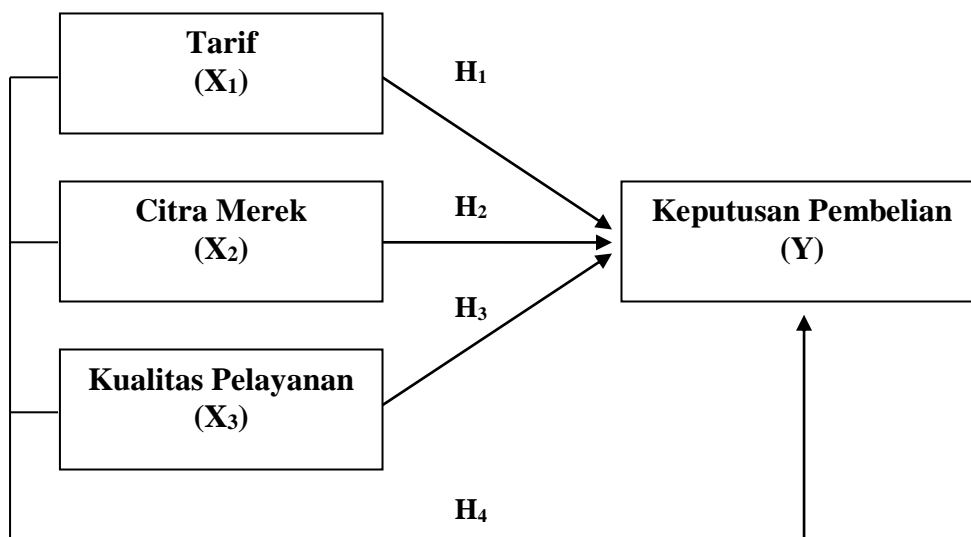 Tarif
(X₁)
H₁
Citra Merek
(X₂)
H₂
Keputusan Pembelian
(Y)
H₃
Kualitas Pelayanan
(X₃)
H₄